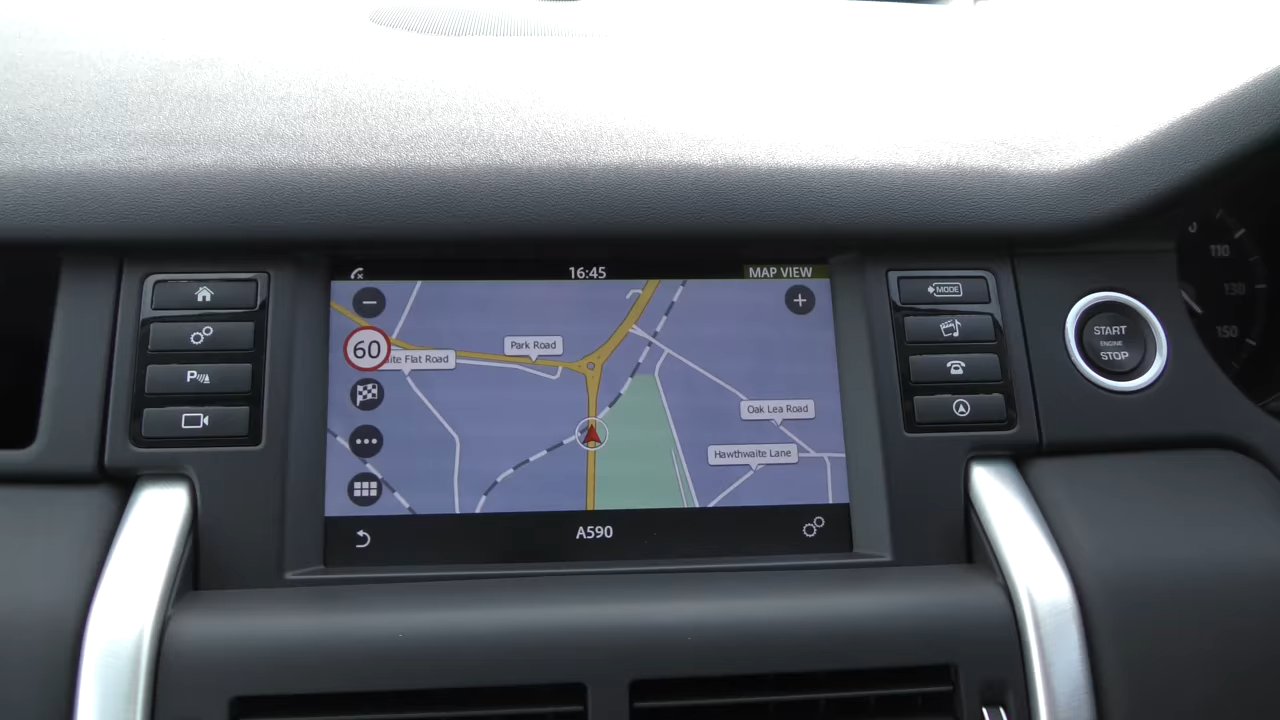 16:45
MAP VIEW
60
ite Flat Road
Park Road
Oak Lea Road
Hawthwaite Lane
A590
P
MODE
START
ENGINE
STOP
110
130
150